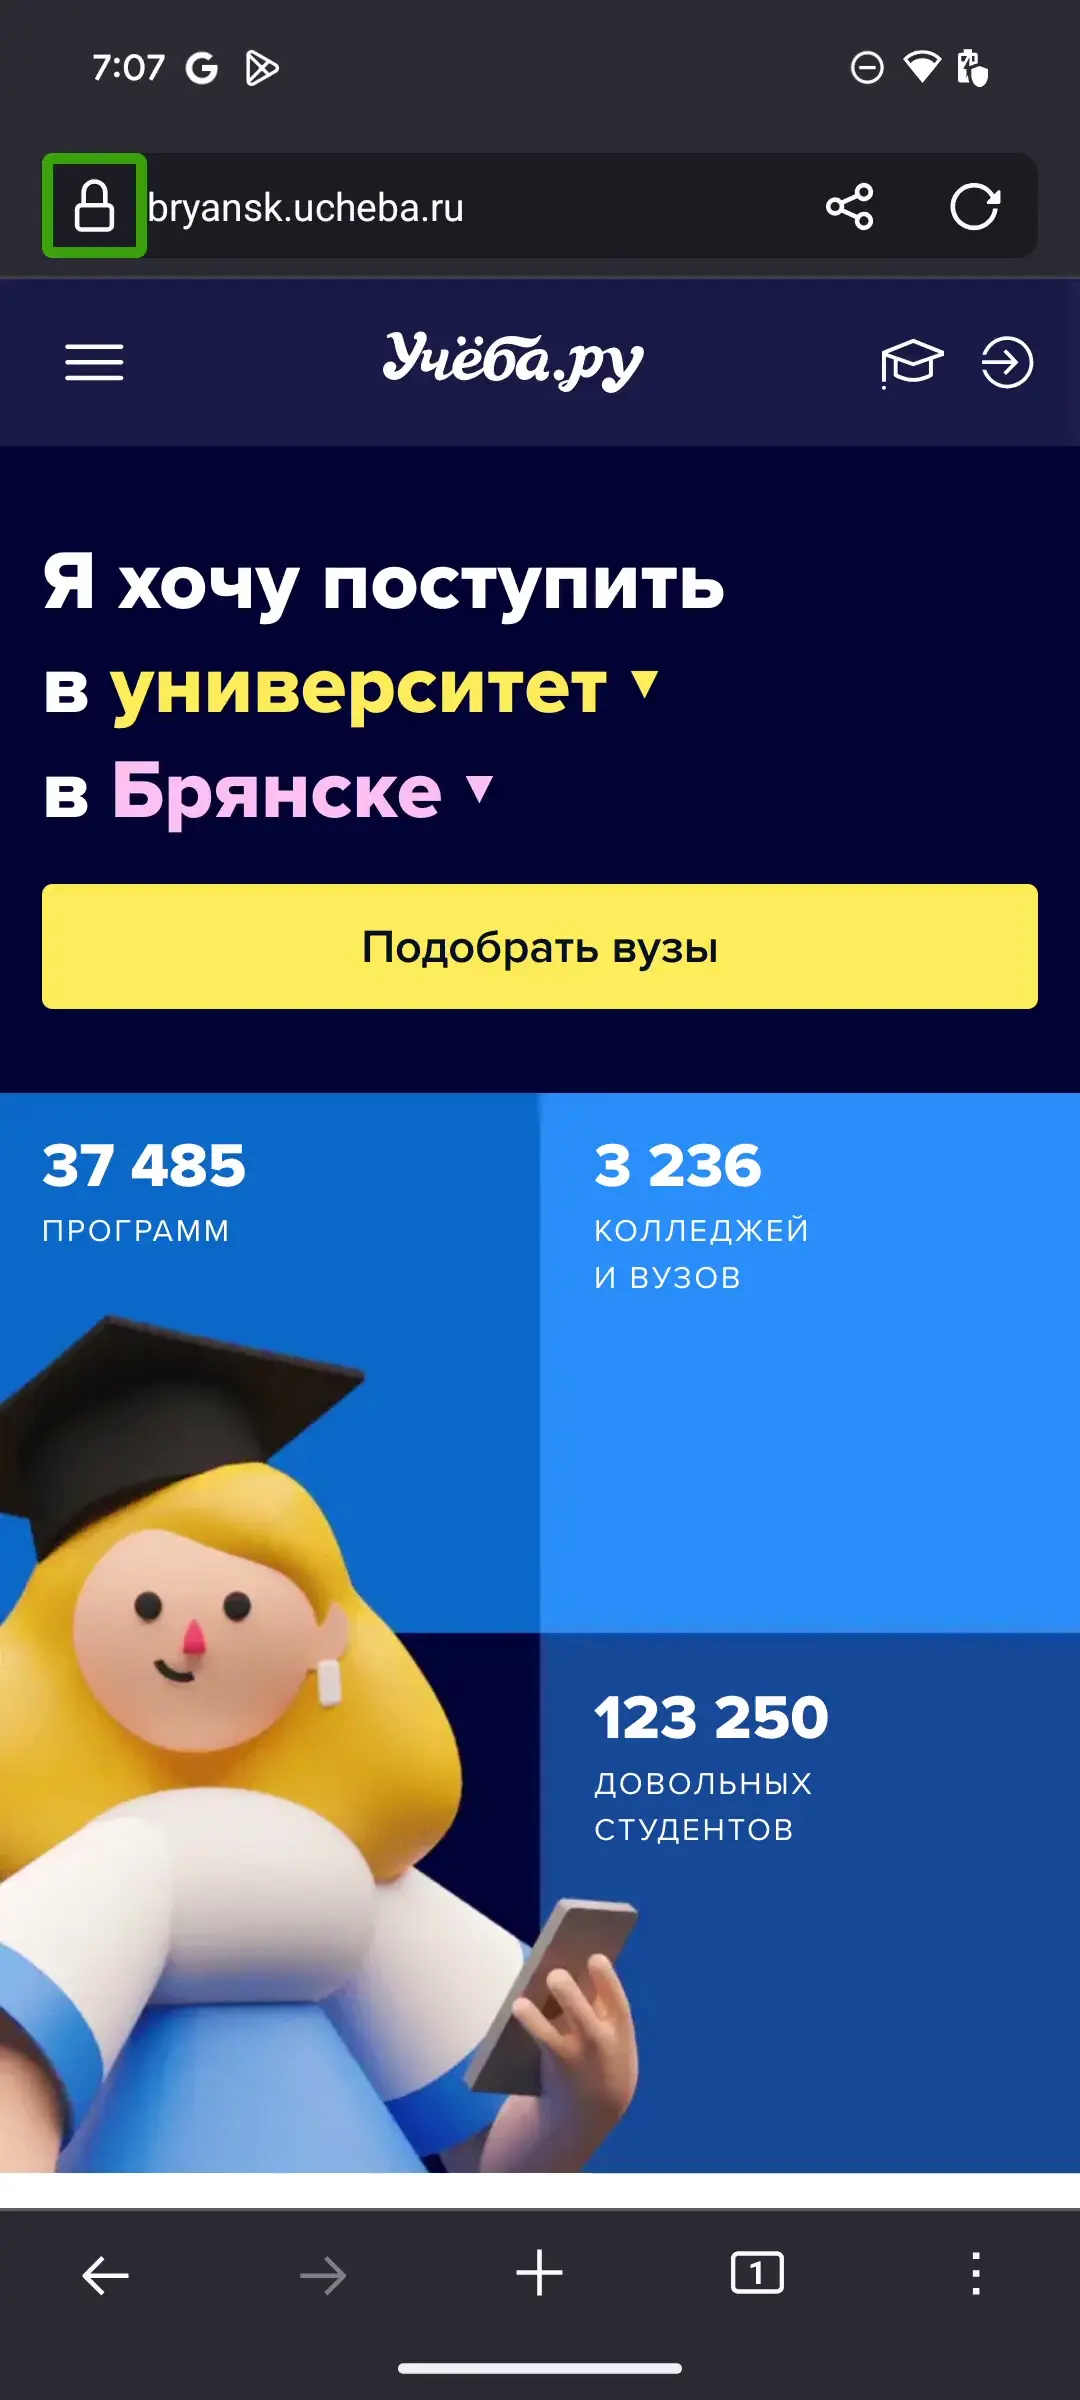 7:07
bryansk.ucheba.ru
Учёба.ру
Я хочу поступить
в университет
в Брянске
Подобрать вузы
37 485
ПРОГРАММ
3 236
КОЛЛЕДЖЕЙ
И ВУЗОВ
123 250
ДОВОЛЬНЫХ
СТУДЕНТОВ
1